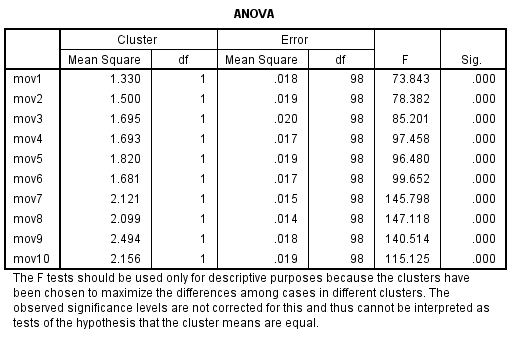 ANOVA
Cluster Error
Mean Square df Mean Square df F Sig.
mov1 1.330 1 .018 98 73.843 .000
mov2 1.500 1 .019 98 78.382 .000
mov3 1.695 1 .020 98 85.201 .000
mov4 1.693 1 .017 98 97.458 .000
mov5 1.820 1 .019 98 96.480 .000
mov6 1.681 1 .017 98 99.652 .000
mov7 2.121 1 .015 98 145.798 .000
mov8 2.099 1 .014 98 147.118 .000
mov9 2.494 1 .018 98 140.514 .000
mov10 2.156 1 .019 98 115.125 .000
The F tests should be used only for descriptive purposes because the clusters have
been chosen to maximize the differences among cases in different clusters. The
observed significance levels are not corrected for this and thus cannot be interpreted as
tests of the hypothesis that the cluster means are equal.